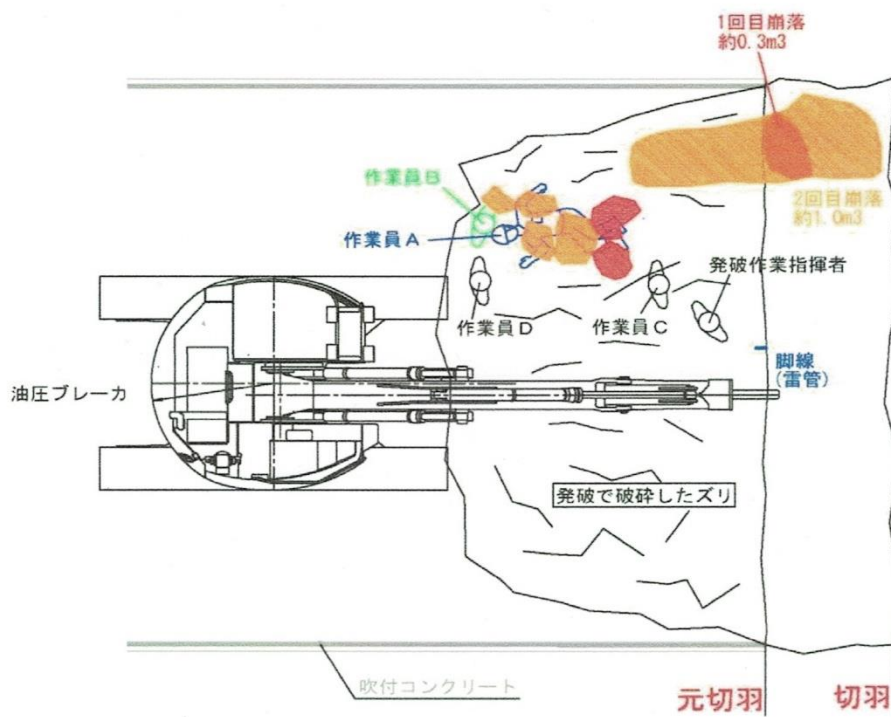 1回目崩落
約0.3m3
作業員B
2回目崩落
約1.0m3
作業員A
発破作業指揮者
作業員D
作業員C
脚線
(雷管)
油圧ブレーカ
発破で破砕したズリ
吹付コンクリート
元切羽
切羽